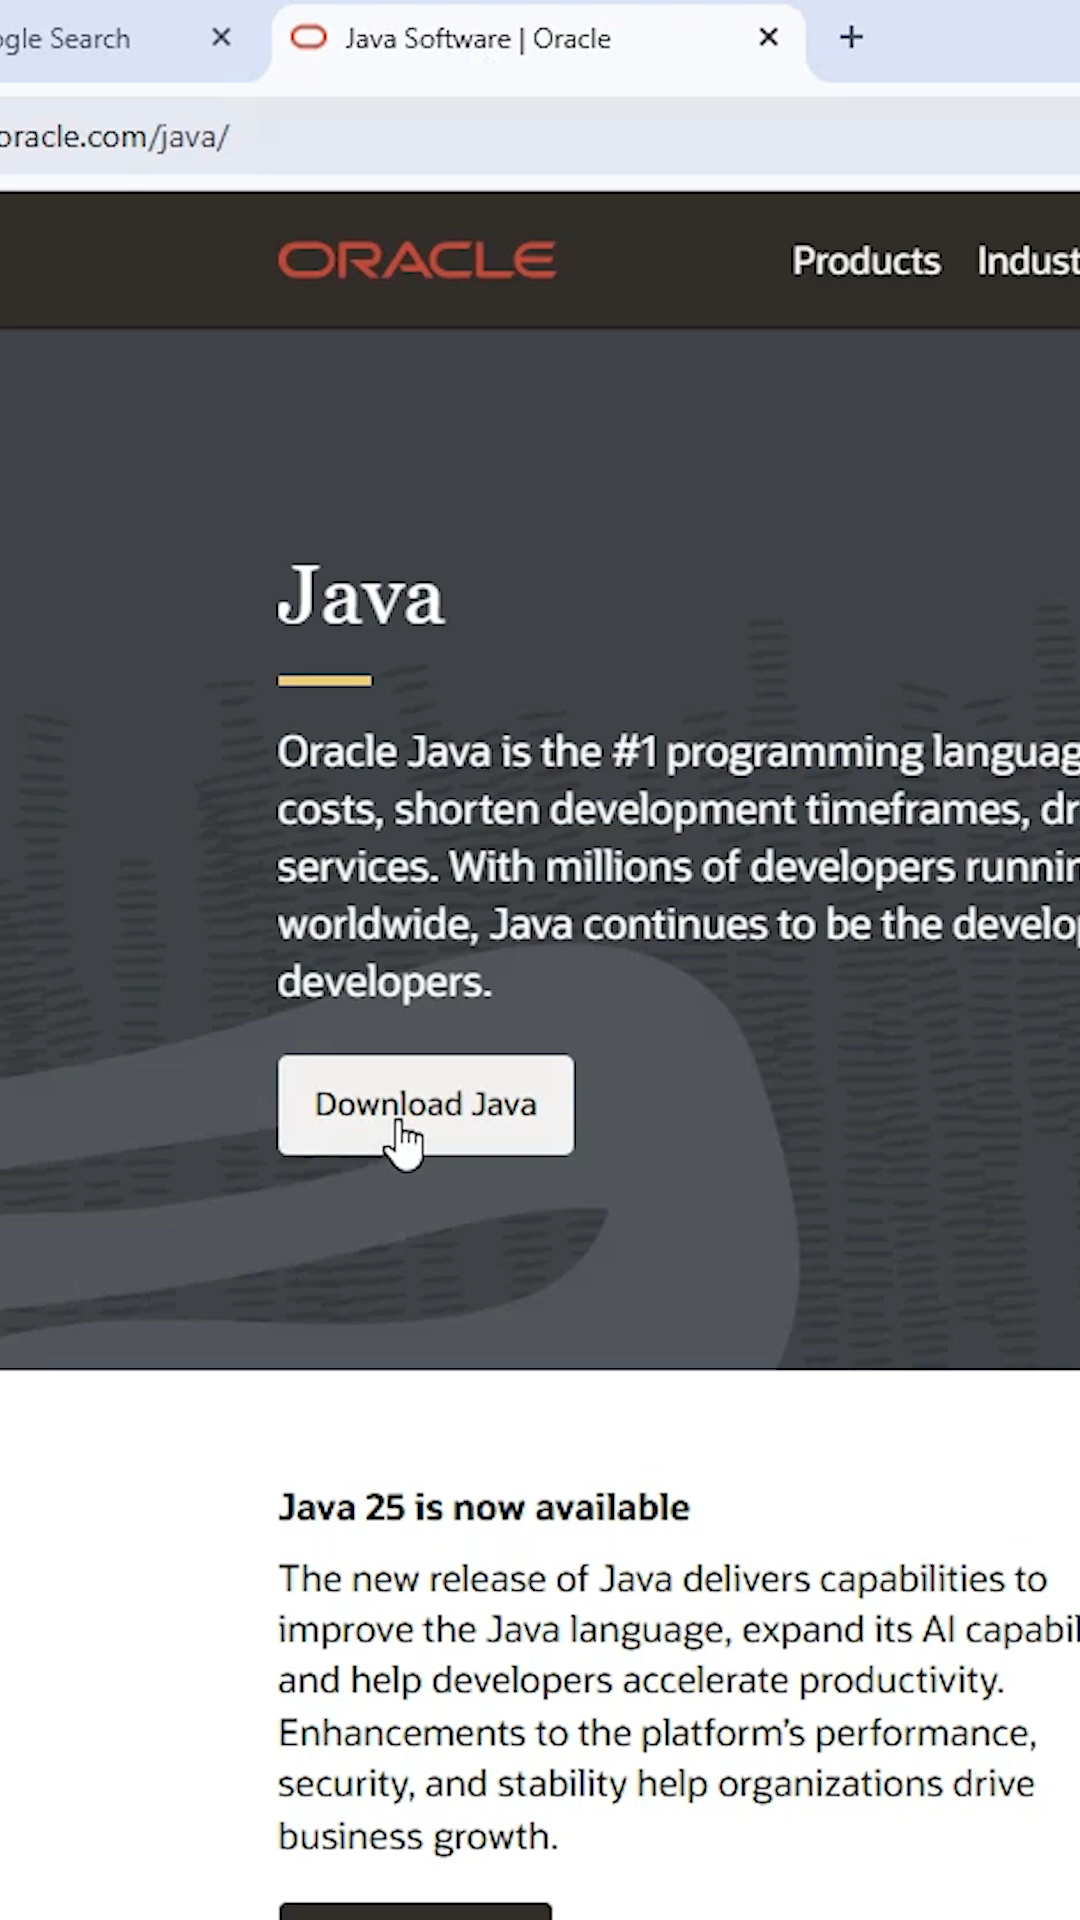 gle Search
Java Software | Oracle
oracle.com/java/
ORACLE
Products Indust
Java
Oracle Java is the #1 programming languag
costs, shorten development timeframes, dr
services. With millions of developers runnin
worldwide, Java continues to be the develop
developers.
Download Java
Java 25 is now available
The new release of Java delivers capabilities to
improve the Java language, expand its AI capabil
and help developers accelerate productivity.
Enhancements to the platform’s performance,
security, and stability help organizations drive
business growth.